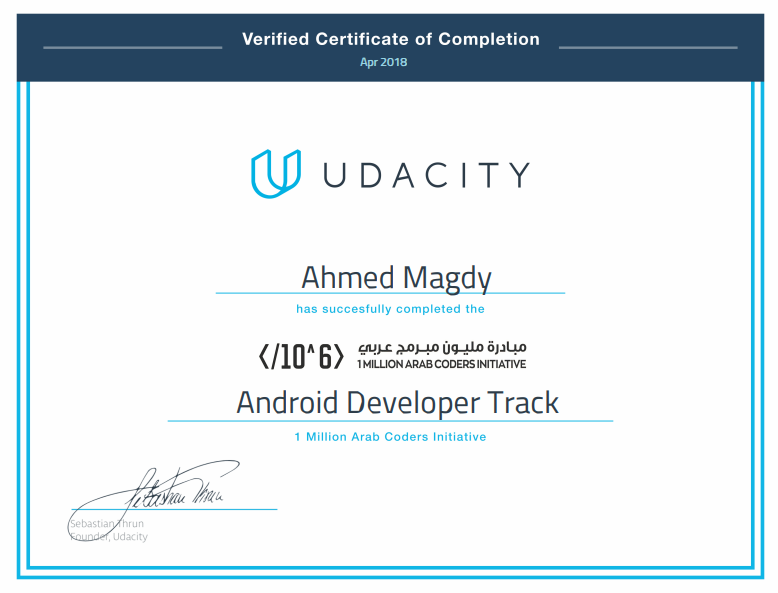 Verified Certificate of Completion
Apr 2018
UDACITY
Ahmed Magdy
has succesfully completed the
</10^6>
مبادرة مليون مبرمج عربي
1 MILLION ARAB CODERS INITIATIVE
Android Developer Track
1 Million Arab Coders Initiative
Sebastian Thrun
Sebastian Thrun
Founder, Udacity